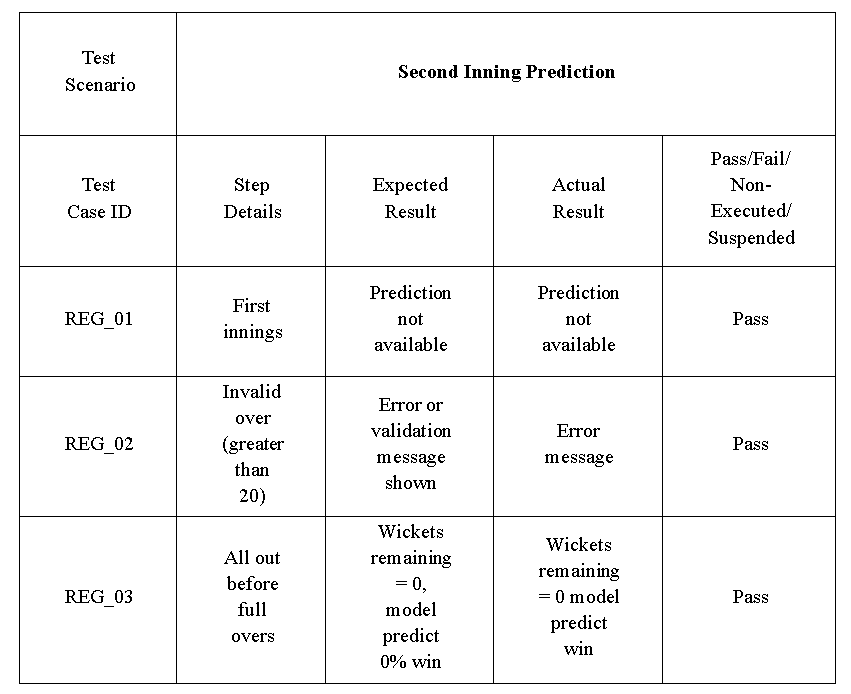 Test
Scenario
Second Inning Prediction
Test
Case ID
Step
Details
Expected
Result
Actual
Result
Pass/Fail/
Non-
Executed/
Suspended
REG_01
First
innings
Prediction
not
available
Prediction
not
available
Pass
REG_02
Invalid
over
(greater
than
20)
Error or
validation
message
shown
Error
message
Pass
REG_03
All out
before
full
overs
Wickets
remaining
= 0,
model
predict
0% win
Wickets
remaining
= 0 model
predict
win
Pass